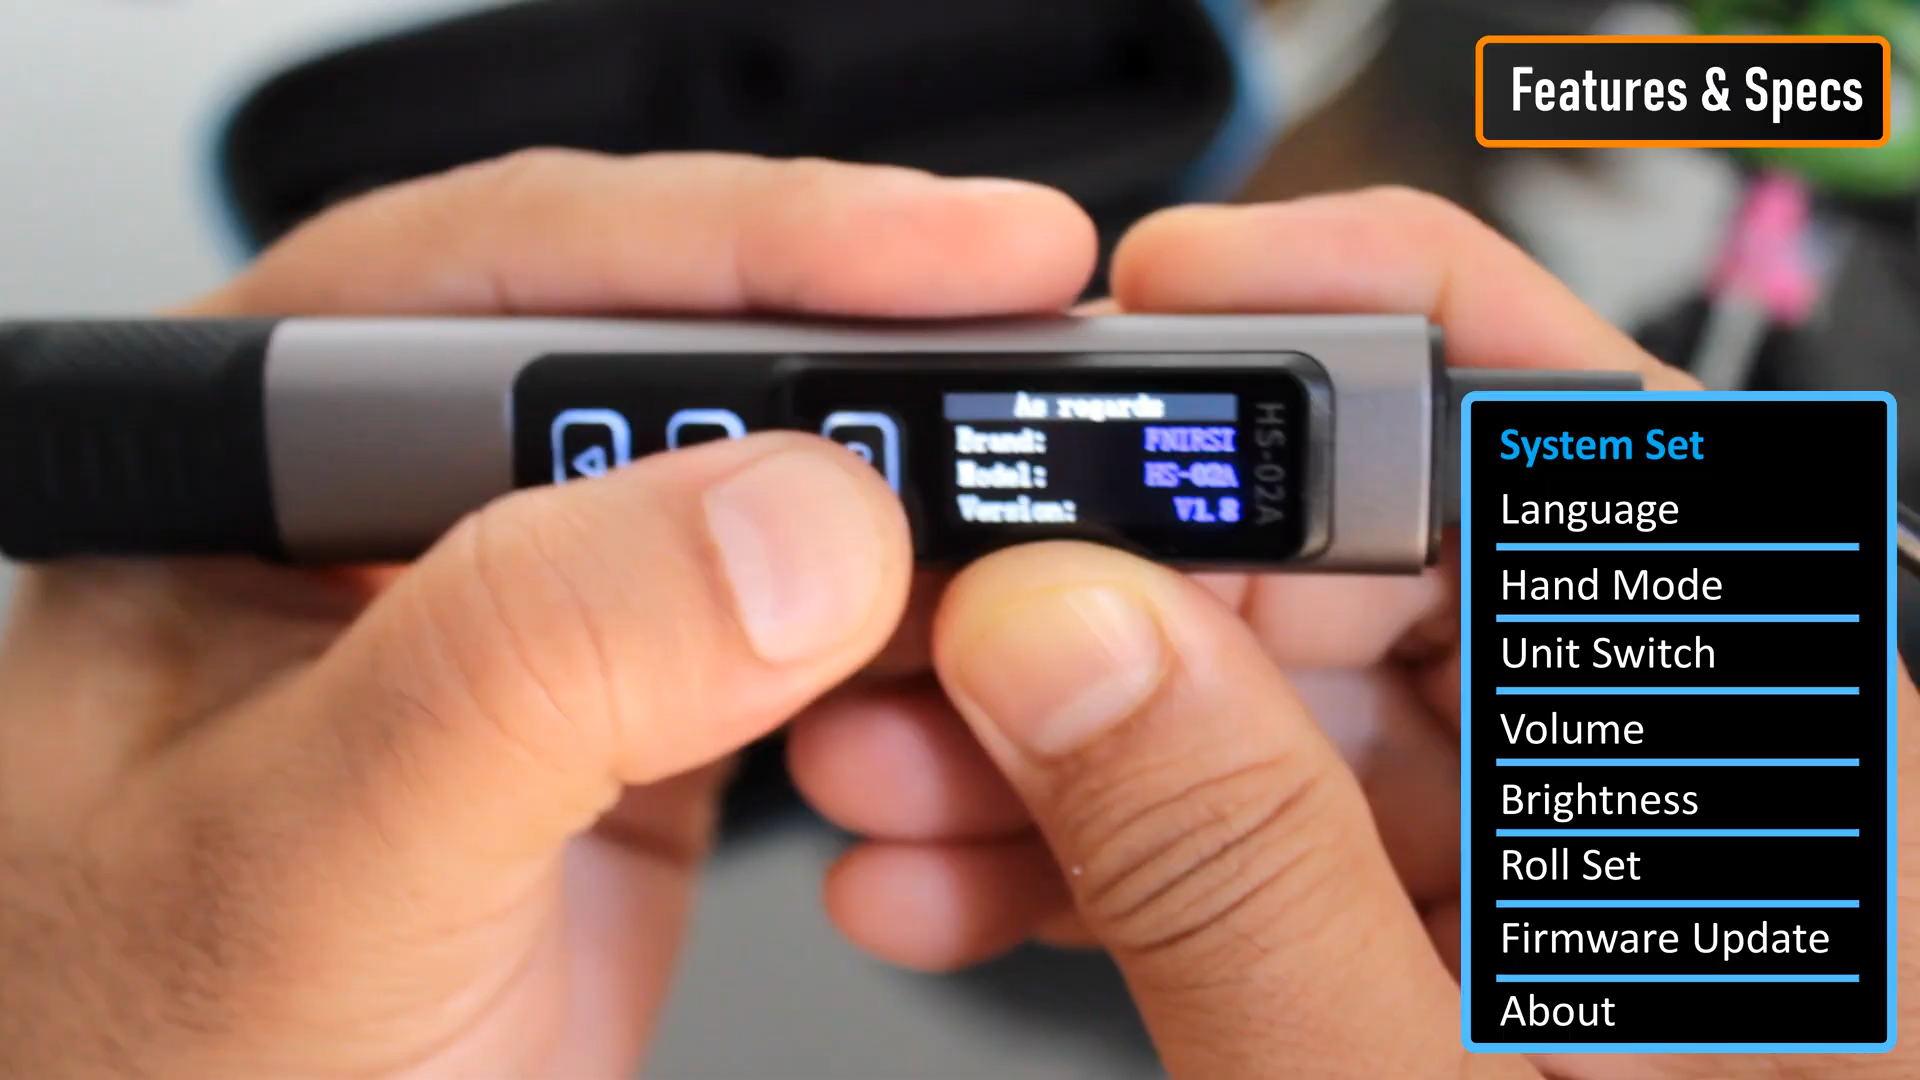 Features & Specs
As regards
Brand: FNIRSI
Model: HS-02A
Version: V1.8
HS-02A
System Set
Language
Hand Mode
Unit Switch
Volume
Brightness
Roll Set
Firmware Update
About